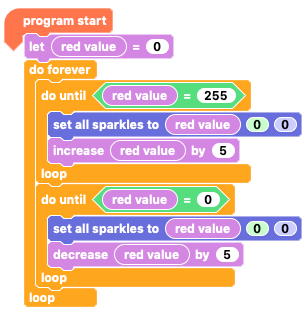 program start
let red value = 0
do forever
do until red value = 255
set all sparkles to red value 0 0
increase red value by 5
loop
do until red value = 0
set all sparkles to red value 0 0
decrease red value by 5
loop
loop